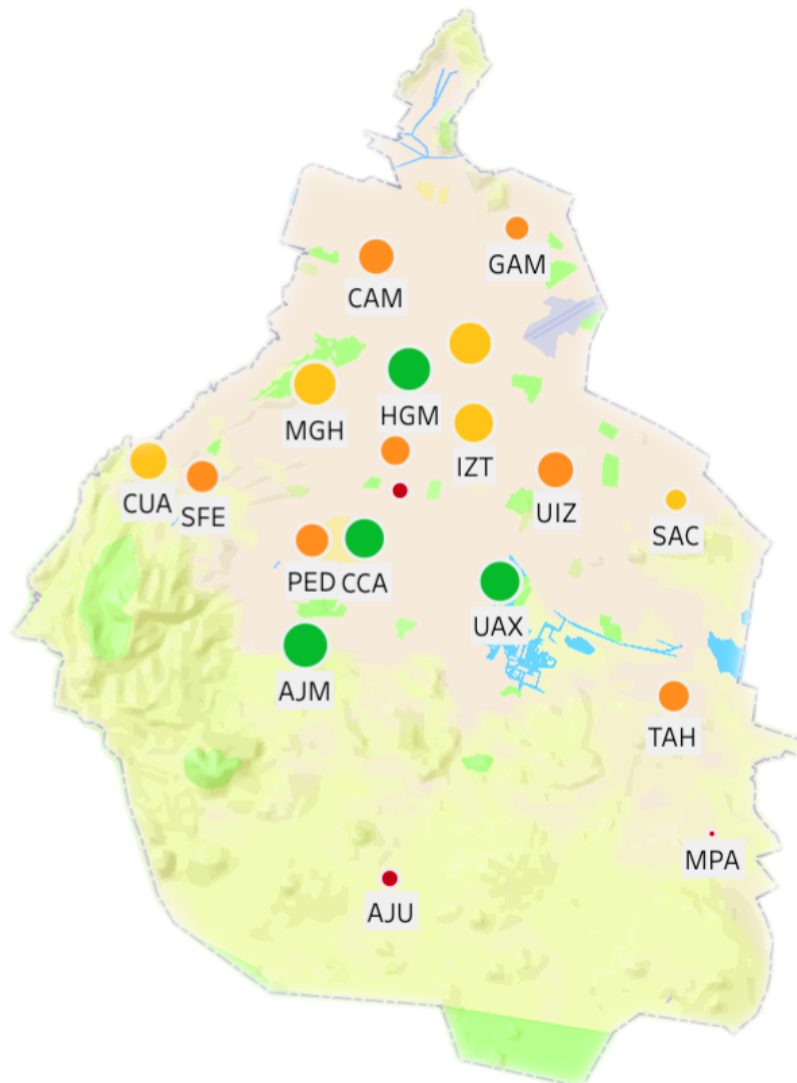 GAM
CAM
HGM
MGH
IZT
CUA
SFE
UIZ
SAC
PED
CCA
UAX
AJM
TAH
MPA
AJU